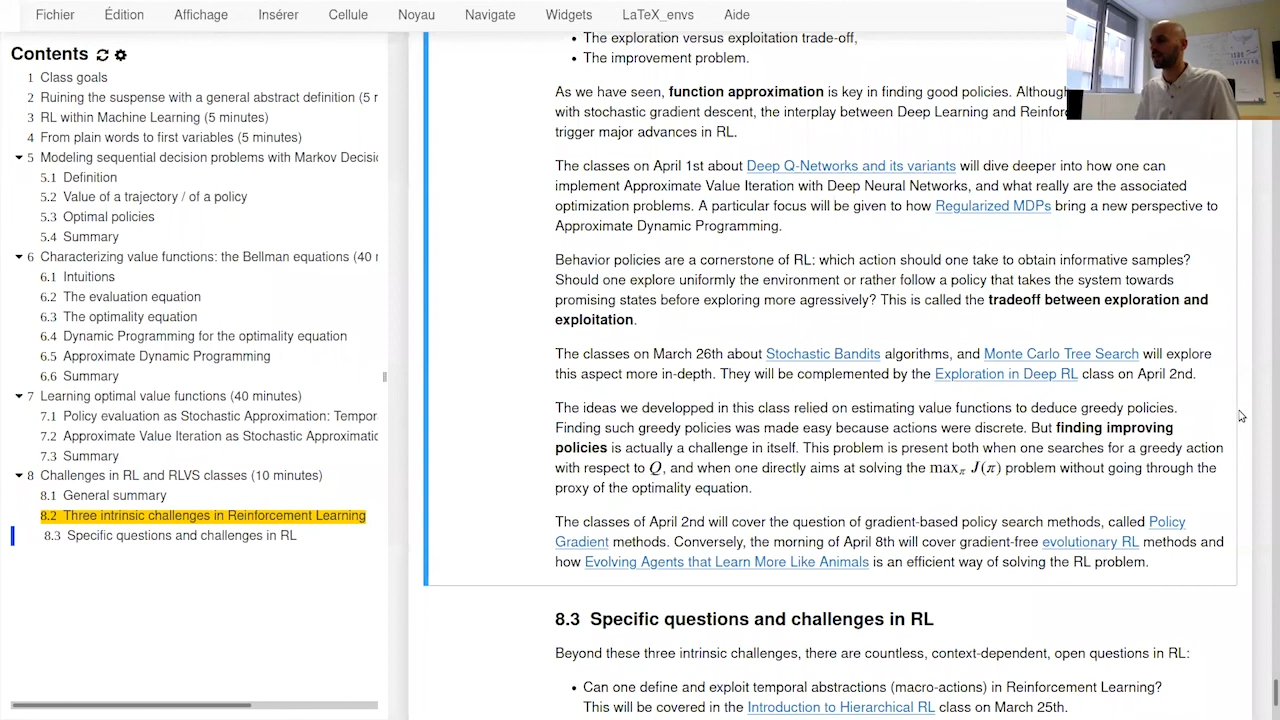 Fichier Édition Affichage Insérer Cellule Noyau Navigate Widgets LaTeX_envs Aide
Contents
1 Class goals
2 Ruining the suspense with a general abstract definition (5 r
3 RL within Machine Learning (5 minutes)
4 From plain words to first variables (5 minutes)
5 Modeling sequential decision problems with Markov Decisic
5.1 Definition
5.2 Value of a trajectory / of a policy
5.3 Optimal policies
5.4 Summary
6 Characterizing value functions: the Bellman equations (40 r
6.1 Intuitions
6.2 The evaluation equation
6.3 The optimality equation
6.4 Dynamic Programming for the optimality equation
6.5 Approximate Dynamic Programming
6.6 Summary
7 Learning optimal value functions (40 minutes)
7.1 Policy evaluation as Stochastic Approximation: Tempor
7.2 Approximate Value Iteration as Stochastic Approximatic
7.3 Summary
8 Challenges in RL and RLVS classes (10 minutes)
8.1 General summary
8.2 Three intrinsic challenges in Reinforcement Learning
8.3 Specific questions and challenges in RL
• The exploration versus exploitation trade-off,
• The improvement problem.
As we have seen, function approximation is key in finding good policies. Although
with stochastic gradient descent, the interplay between Deep Learning and Reinforc
trigger major advances in RL.
The classes on April 1st about Deep Q-Networks and its variants will dive deeper into how one can
implement Approximate Value Iteration with Deep Neural Networks, and what really are the associated
optimization problems. A particular focus will be given to how Regularized MDPs bring a new perspective to
Approximate Dynamic Programming.
Behavior policies are a cornerstone of RL: which action should one take to obtain informative samples?
Should one explore uniformly the environment or rather follow a policy that takes the system towards
promising states before exploring more agressively? This is called the tradeoff between exploration and
exploitation.
The classes on March 26th about Stochastic Bandits algorithms, and Monte Carlo Tree Search will explore
this aspect more in-depth. They will be complemented by the Exploration in Deep RL class on April 2nd.
The ideas we developped in this class relied on estimating value functions to deduce greedy policies.
Finding such greedy policies was made easy because actions were discrete. But finding improving
policies is actually a challenge in itself. This problem is present both when one searches for a greedy action
with respect to Q, and when one directly aims at solving the max_π J(π) problem without going through the
proxy of the optimality equation.
The classes of April 2nd will cover the question of gradient-based policy search methods, called Policy
Gradient methods. Conversely, the morning of April 8th will cover gradient-free evolutionary RL methods and
how Evolving Agents that Learn More Like Animals is an efficient way of solving the RL problem.
8.3 Specific questions and challenges in RL
Beyond these three intrinsic challenges, there are countless, context-dependent, open questions in RL:
• Can one define and exploit temporal abstractions (macro-actions) in Reinforcement Learning?
This will be covered in the Introduction to Hierarchical RL class on March 25th.